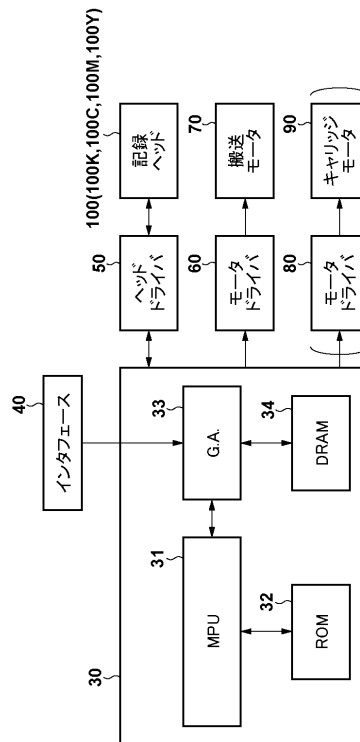 40
インタフェース
30
31
MPU
33
G.A.
32
ROM
34
DRAM
50
ヘッド
ドライバ
100(100K,100C,100M,100Y)
記録
ヘッド
60
モータ
ドライバ
70
搬送
モータ
80
モータ
ドライバ
90
キャリッジ
モータ